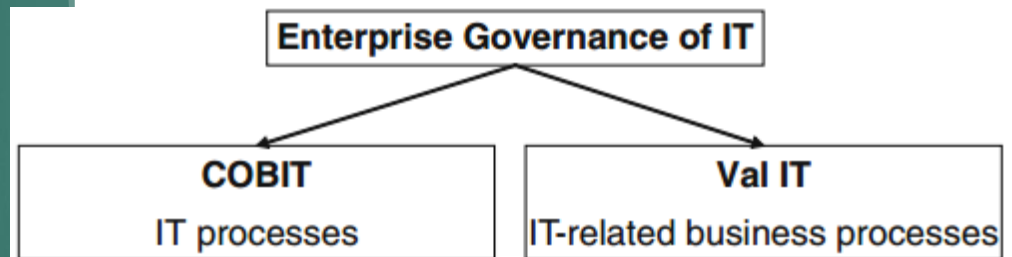 Enterprise Governance of IT
COBIT
IT processes
Val IT
IT-related business processes